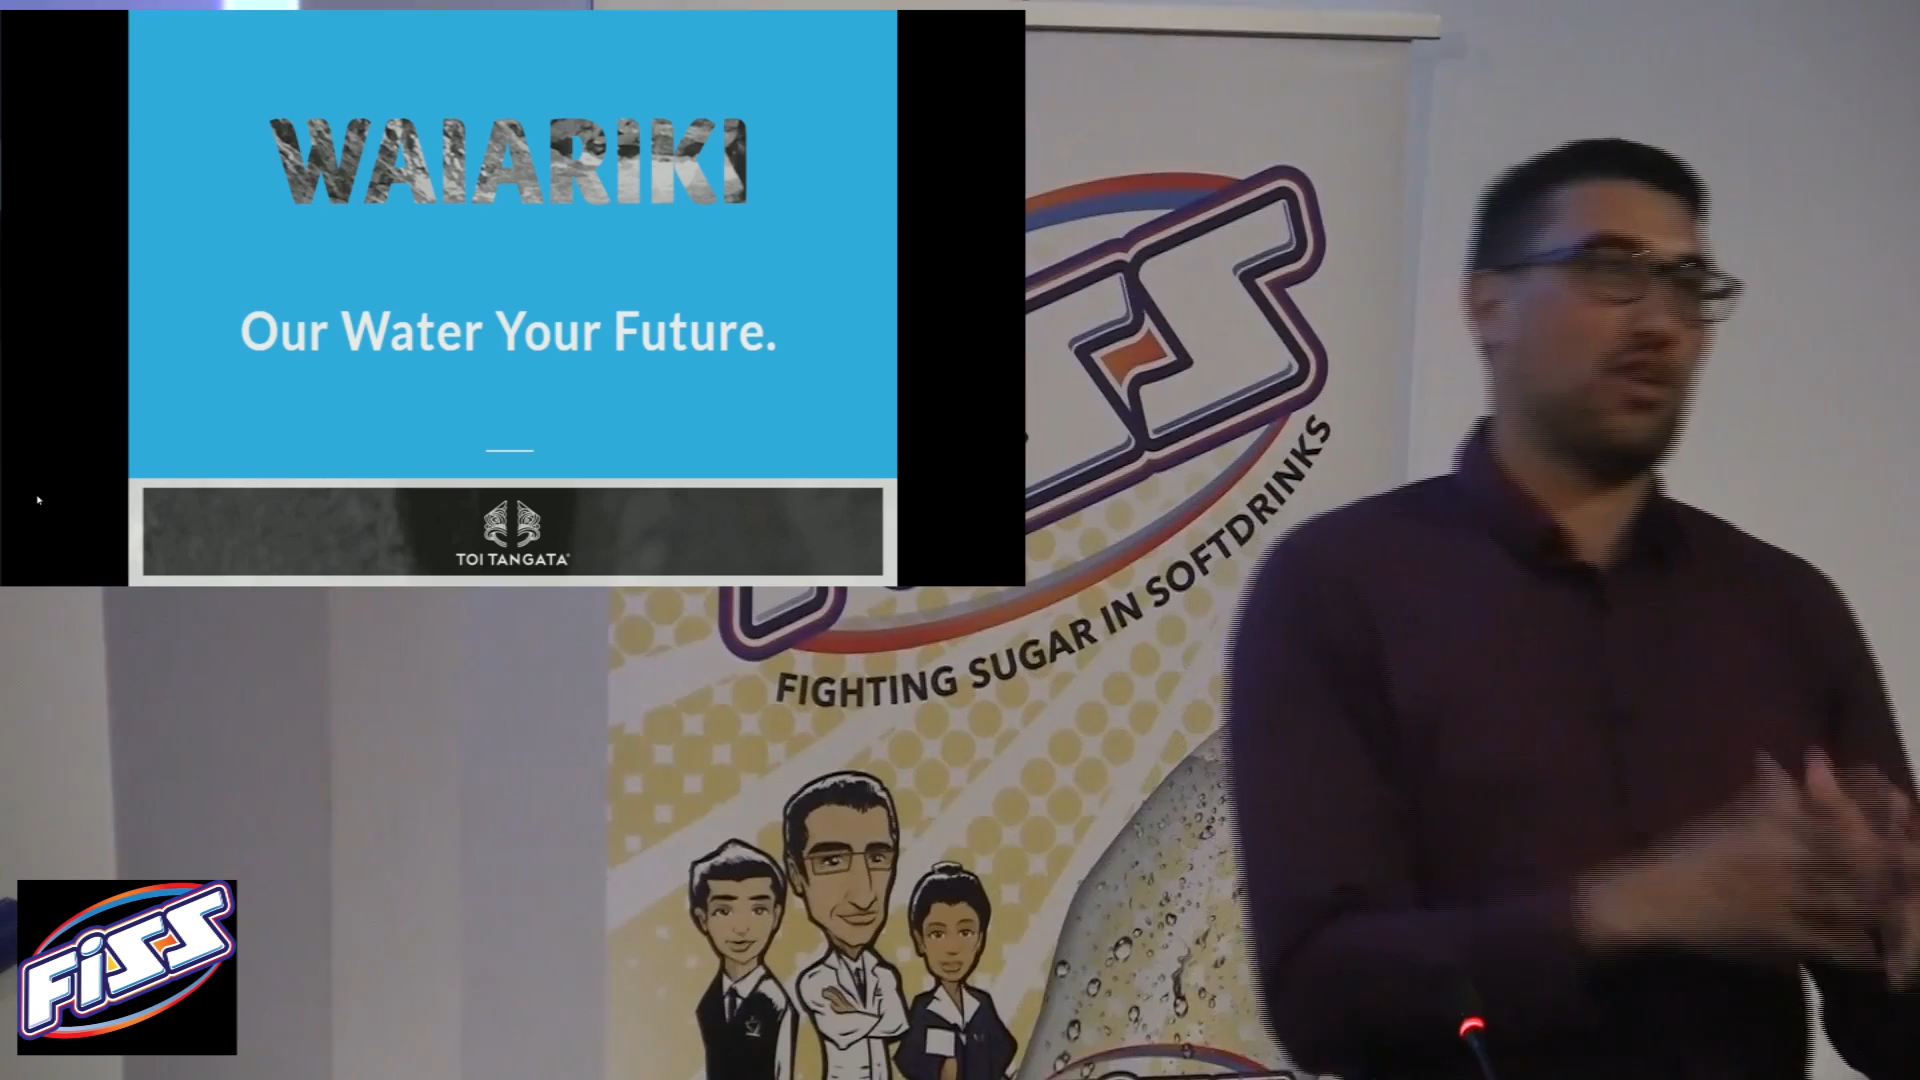 WAIARIKI
Our Water Your Future.
TOI TANGATA
FIGHTING SUGAR IN SOFTDRINKS
FiSS